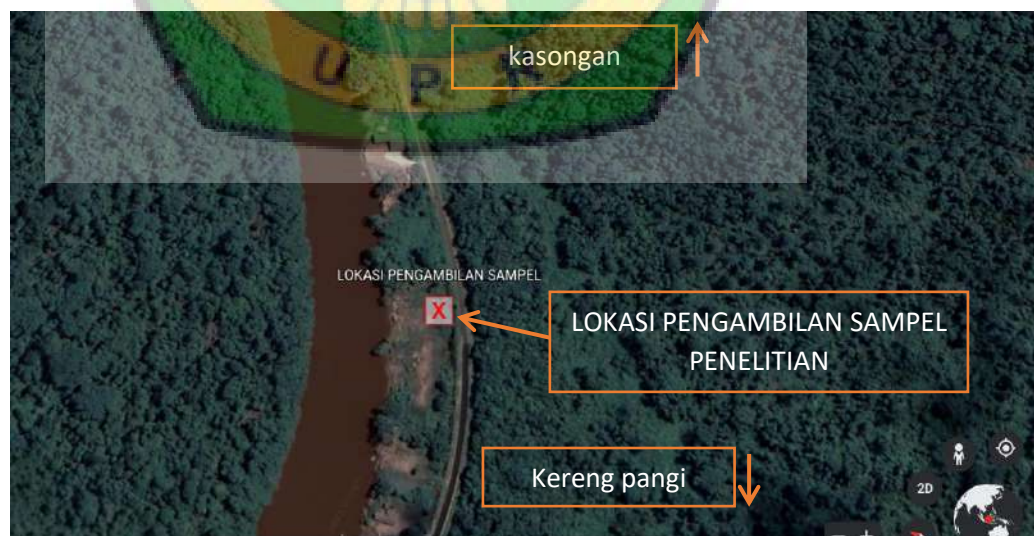 kasongan
U P R
LOKASI PENGAMBILAN SAMPEL
X
LOKASI PENGAMBILAN SAMPEL
PENELITIAN
Kereng pangi
2D